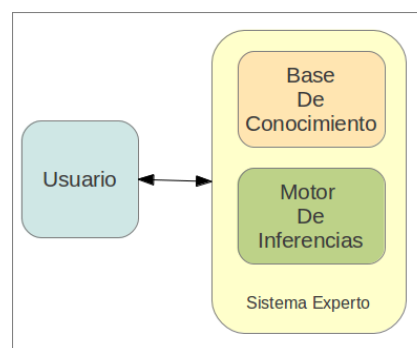 Usuario
Base
De
Conocimiento
Motor
De
Inferencias
Sistema Experto